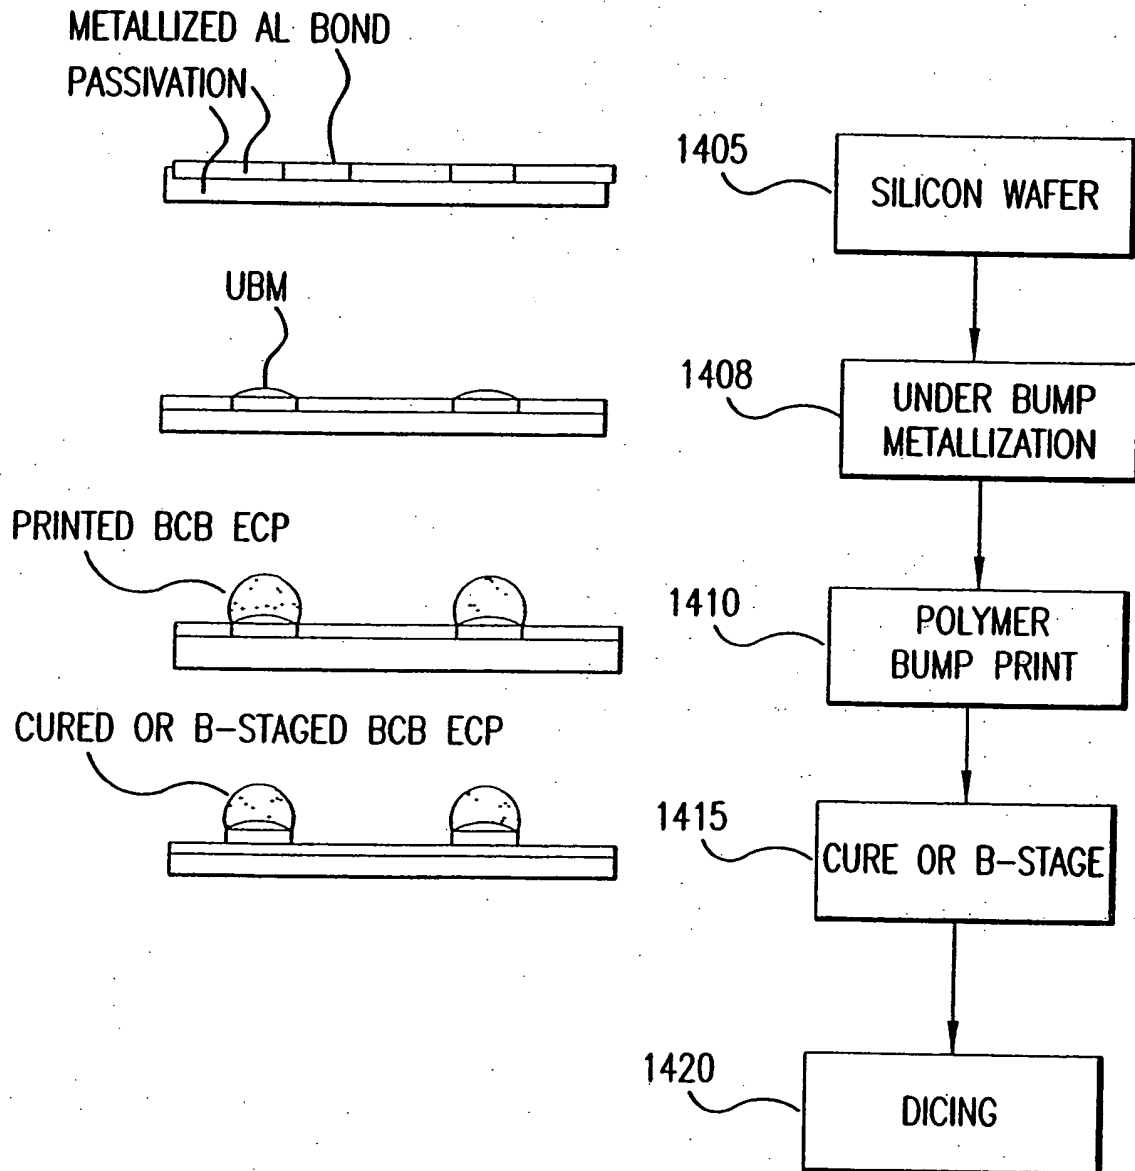 METALLIZED AL BOND
PASSIVATION
1405
SILICON WAFER
UBM
1408
UNDER BUMP
METALLIZATION
PRINTED BCB ECP
1410
POLYMER
BUMP PRINT
CURED OR B-STAGED BCB ECP
1415
CURE OR B-STAGE
1420
DICING